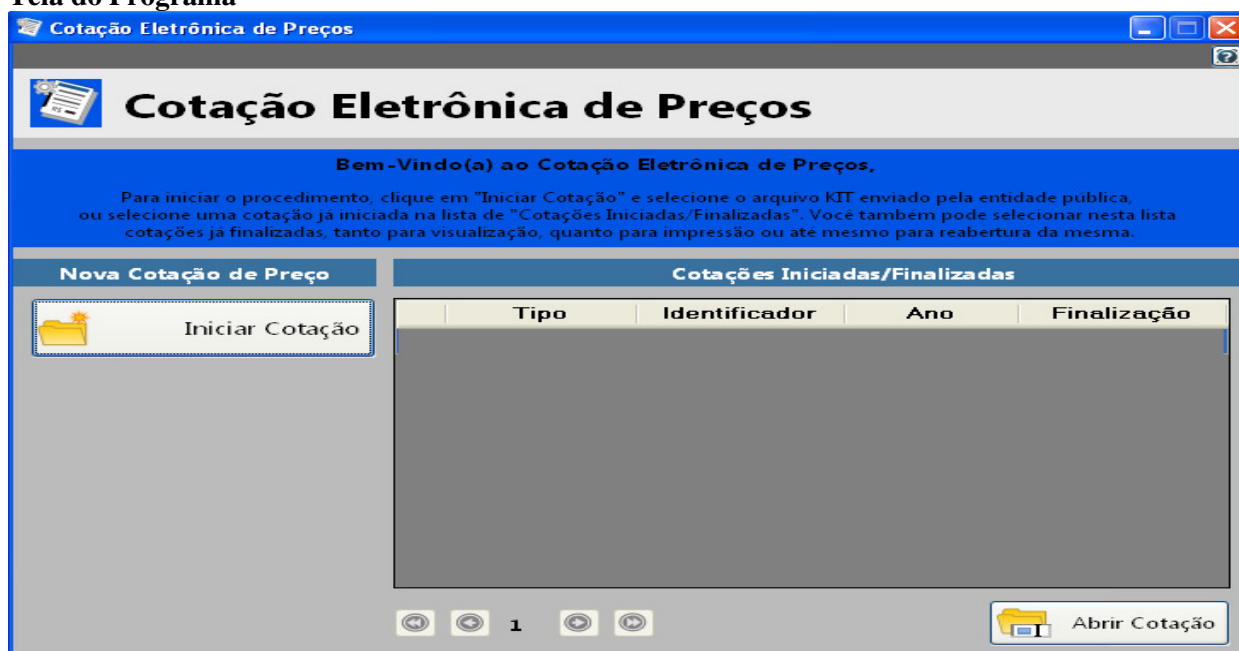 Tela do Programa
Cotação Eletrônica de Preços
Cotação Eletrônica de Preços
Bem-Vindo(a) ao Cotação Eletrônica de Preços,
Para iniciar o procedimento, clique em "Iniciar Cotação" e selecione o arquivo KIT enviado pela entidade pública,
ou selecione uma cotação já iniciada na lista de "Cotações Iniciadas/Finalizadas". Você também pode selecionar nesta lista
cotações já finalizadas, tanto para visualização, quanto para impressão ou até mesmo para reabertura da mesma.
Nova Cotação de Preço
Cotações Iniciadas/Finalizadas
Iniciar Cotação
Tipo Identificador Ano Finalização
1
Abrir Cotação